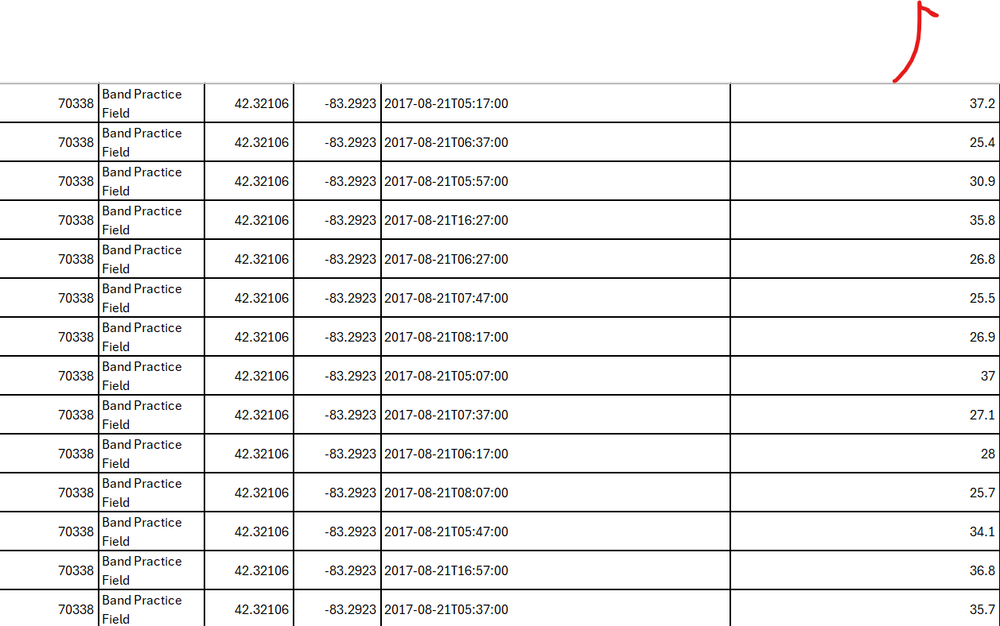 70338 Band Practice Field 42.32106 -83.2923 2017-08-21T05:17:00 37.2
70338 Band Practice Field 42.32106 -83.2923 2017-08-21T06:37:00 25.4
70338 Band Practice Field 42.32106 -83.2923 2017-08-21T05:57:00 30.9
70338 Band Practice Field 42.32106 -83.2923 2017-08-21T16:27:00 35.8
70338 Band Practice Field 42.32106 -83.2923 2017-08-21T06:27:00 26.8
70338 Band Practice Field 42.32106 -83.2923 2017-08-21T07:47:00 25.5
70338 Band Practice Field 42.32106 -83.2923 2017-08-21T08:17:00 26.9
70338 Band Practice Field 42.32106 -83.2923 2017-08-21T05:07:00 37
70338 Band Practice Field 42.32106 -83.2923 2017-08-21T07:37:00 27.1
70338 Band Practice Field 42.32106 -83.2923 2017-08-21T06:17:00 28
70338 Band Practice Field 42.32106 -83.2923 2017-08-21T08:07:00 25.7
70338 Band Practice Field 42.32106 -83.2923 2017-08-21T05:47:00 34.1
70338 Band Practice Field 42.32106 -83.2923 2017-08-21T16:57:00 36.8
70338 Band Practice Field 42.32106 -83.2923 2017-08-21T05:37:00 35.7